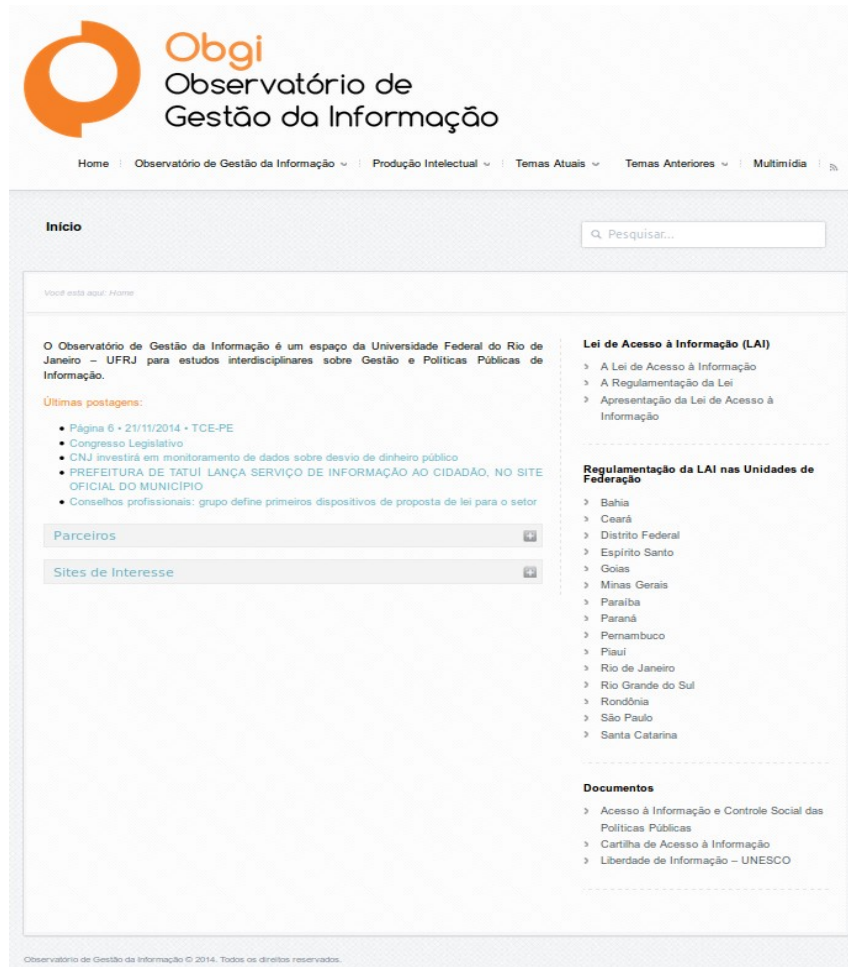 Obgi
Observatório de
Gestão da Informação
Home Observatório de Gestão da Informação Produção Intelectual Temas Atuais Temas Anteriores Multimídia
Início
Pesquisar...
Você está aqui: Home
O Observatório de Gestão da Informação é um espaço da Universidade Federal do Rio de
Janeiro – UFRJ para estudos interdisciplinares sobre Gestão e Políticas Públicas de
Informação.
Últimas postagens:
Página 6 • 21/11/2014 • TCE-PE
Congresso Legislativo
CNJ investirá em monitoramento de dados sobre desvio de dinheiro público
PREFEITURA DE TATUÍ LANÇA SERVIÇO DE INFORMAÇÃO AO CIDADÃO, NO SITE
OFICIAL DO MUNICÍPIO
Conselhos profissionais: grupo define primeiros dispositivos de proposta de lei para o setor
Parceiros
Sites de Interesse
Lei de Acesso à Informação (LAI)
A Lei de Acesso à Informação
A Regulamentação da Lei
Apresentação da Lei de Acesso à
Informação
Regulamentação da LAI nas Unidades de
Federação
Bahia
Ceará
Distrito Federal
Espírito Santo
Goias
Minas Gerais
Paraíba
Paraná
Pernambuco
Piauí
Rio de Janeiro
Rio Grande do Sul
Rondônia
São Paulo
Santa Catarina
Documentos
Acesso à Informação e Controle Social das
Políticas Públicas
Cartilha de Acesso à Informação
Liberdade de Informação – UNESCO
Observatório de Gestão da Informação © 2014. Todos os direitos reservados.